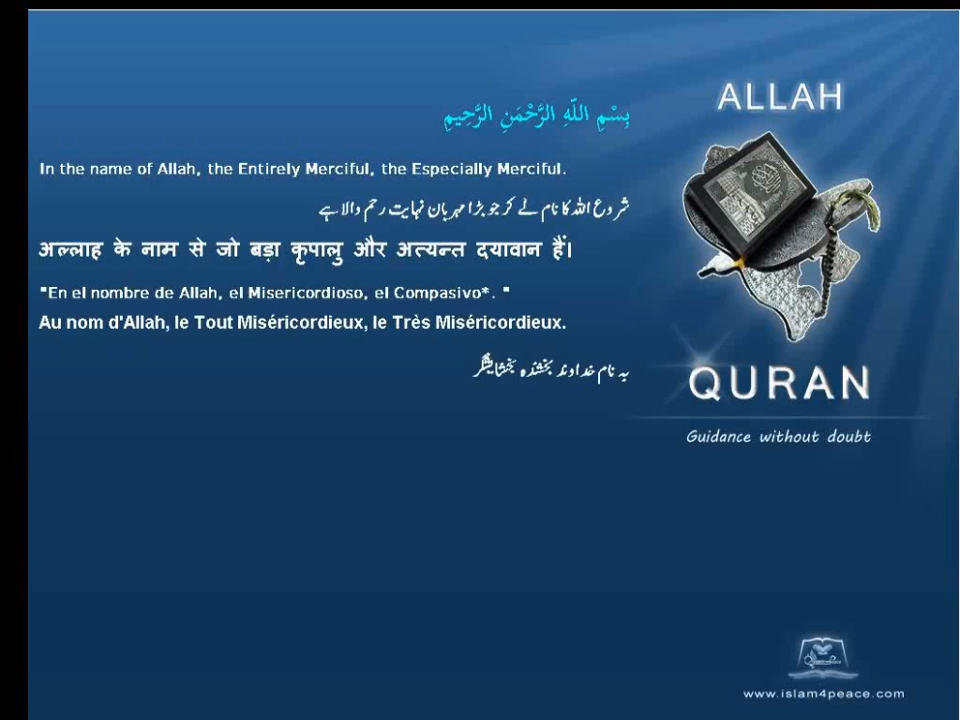 بِسْمِ اللَّهِ الرَّحْمَنِ الرَّحِيمِ
In the name of Allah, the Entirely Merciful, the Especially Merciful.
شروع اللہ کا نام لے کر جو بڑا مہربان نہایت رحم والا ہے
अल्लाह के नाम से जो बड़ा कृपालु और अत्यन्त दयावान हैं।
"En el nombre de Allah, el Misericordioso, el Compasivo*. "
Au nom d'Allah, le Tout Miséricordieux, le Très Miséricordieux.
به نام خداوند بخشنده بخشایشگر
ALLAH
QURAN
Guidance without doubt
www.islam4peace.com